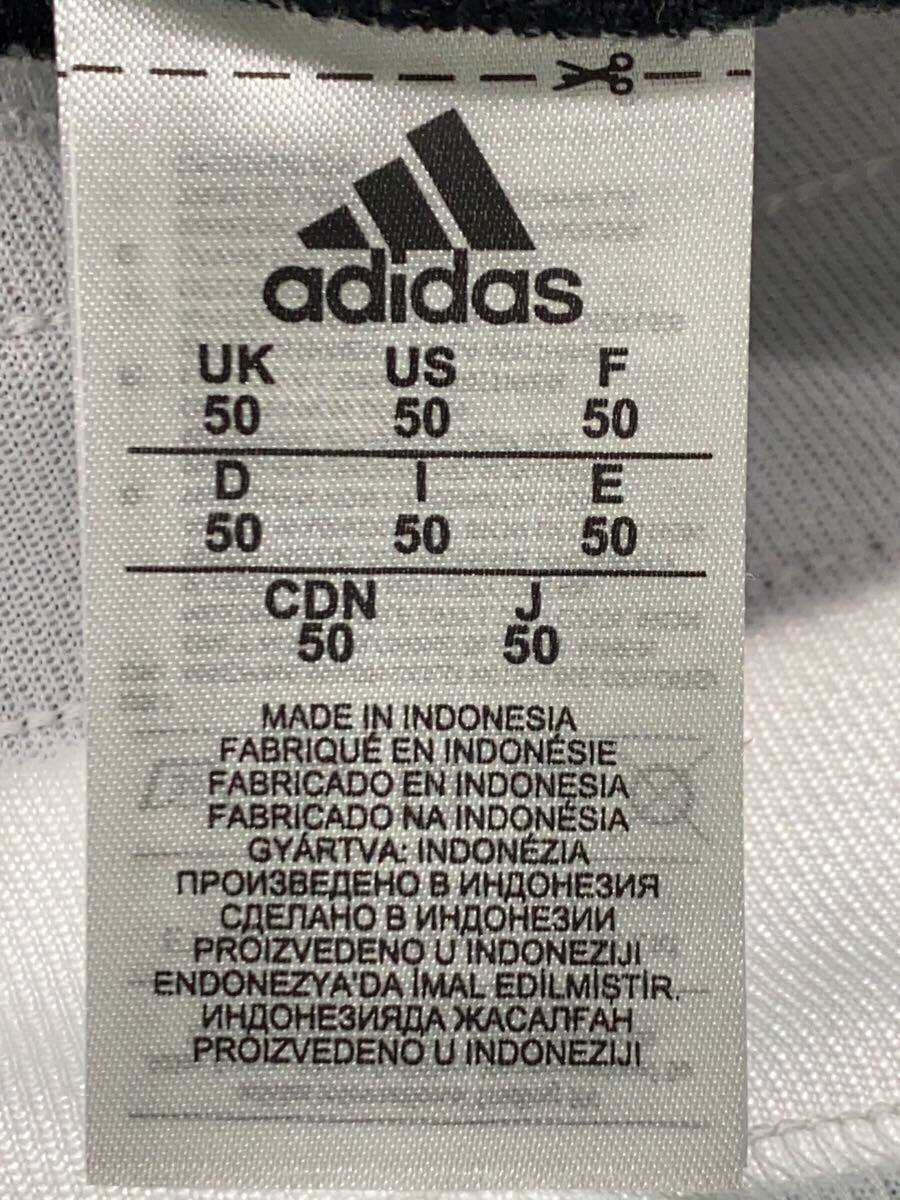 adidas
UK US F
50 50 50
D I E
50 50 50
CDN J
50 50
MADE IN INDONESIA
FABRIQUÉ EN INDONÉSIE
FABRICADO EN INDONESIA
FABRICADO NA INDONÉSIA
GYÁRTVA: INDONÉZIA
ПРОИЗВЕДЕНО В ИНДОНЕЗИЯ
СДЕЛАНО В ИНДОНЕЗИИ
PROIZVEDENO U INDONEZIJI
ENDONEZYA'DA İMAL EDİLMİŞTİR.
ИНДОНЕЗИЯДА ЖАСАЛҒАН
PROIZVEDENO U INDONEZIJI